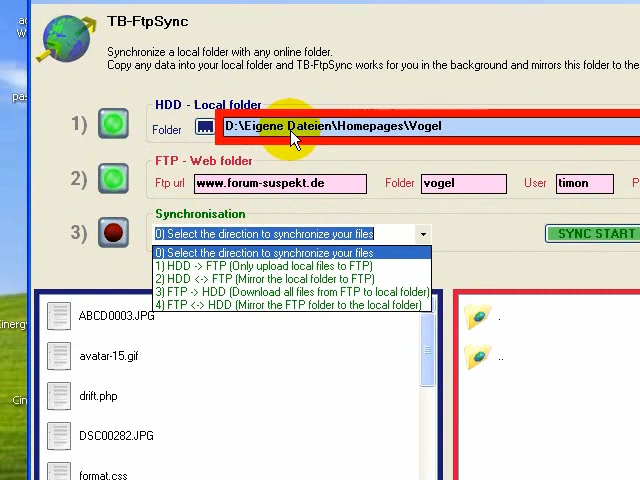 TB-FtpSync
Synchronize a local folder with any online folder.
Copy any data into your local folder and TB-FtpSync works for you in the background and mirrors this folder to the
HDD - Local folder
1)
Folder
D:\Eigene Dateien\Homepages\Vogel
FTP - Web folder
2)
Ftp url
www.forum-suspekt.de
Folder
vogel
User
timon
P
Synchronisation
3)
0) Select the direction to synchronize your files
SYNC START
0) Select the direction to synchronize your files
1) HDD -> FTP (Only upload local files to FTP)
2) HDD <-> FTP (Mirror the local folder to FTP)
3) FTP -> HDD (Download all files from FTP to local folder)
4) FTP <-> HDD (Mirror the FTP folder to the local folder)
ABCD0003.JPG
avatar-15.gif
drift.php
DSC00282.JPG
format.css
.
..